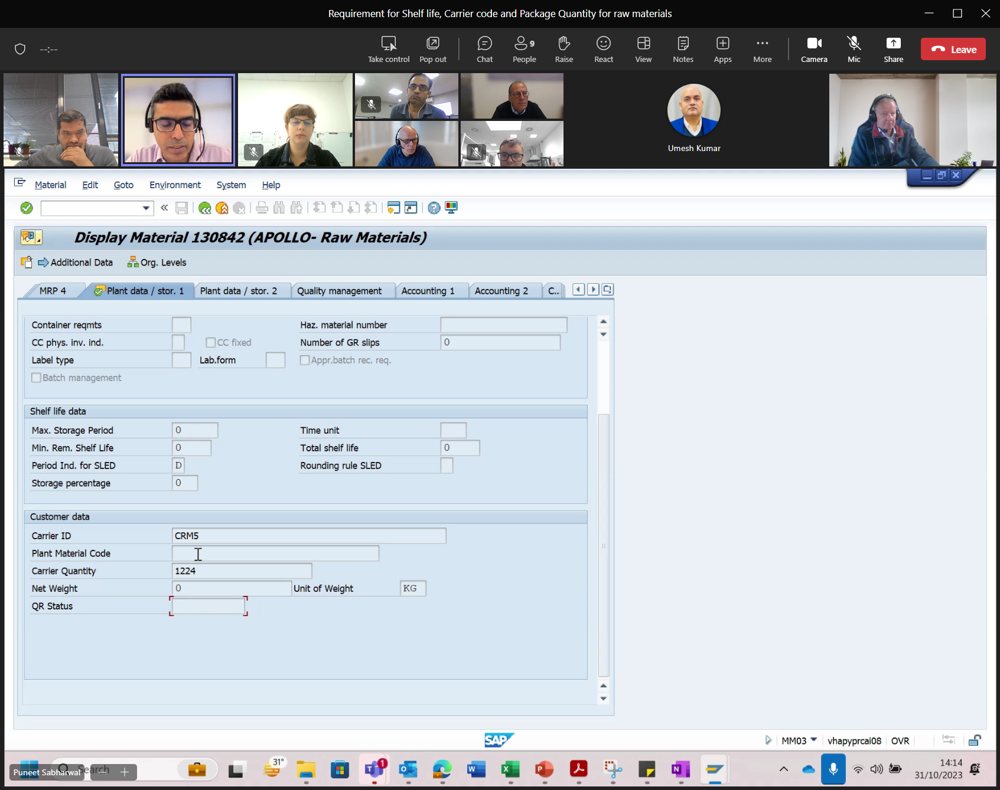 Requirement for Shelf life, Carrier code and Package Quantity for raw materials
--:--
Take control
Pop out
Chat
People
9
Raise
React
View
Notes
Apps
More
Camera
Mic
Share
Leave
Umesh Kumar
Material Edit Goto Environment System Help
Display Material 130842 (APOLLO- Raw Materials)
Additional Data Org. Levels
MRP 4 Plant data / stor. 1 Plant data / stor. 2 Quality management Accounting 1 Accounting 2 C...
Container reqmts Haz. material number
CC phys. inv. ind. CC fixed Number of GR slips 0
Label type Lab.form Appr.batch rec. req.
Batch management
Shelf life data
Max. Storage Period 0 Time unit
Min. Rem. Shelf Life 0 Total shelf life 0
Period Ind. for SLED D Rounding rule SLED
Storage percentage 0
Customer data
Carrier ID CRM5
Plant Material Code
Carrier Quantity 1224
Net Weight 0 Unit of Weight KG
QR Status
SAP
MM03 vhapyprcai08 OVR
Puneet Sabharwal
Search
31°
1
14:14
31/10/2023